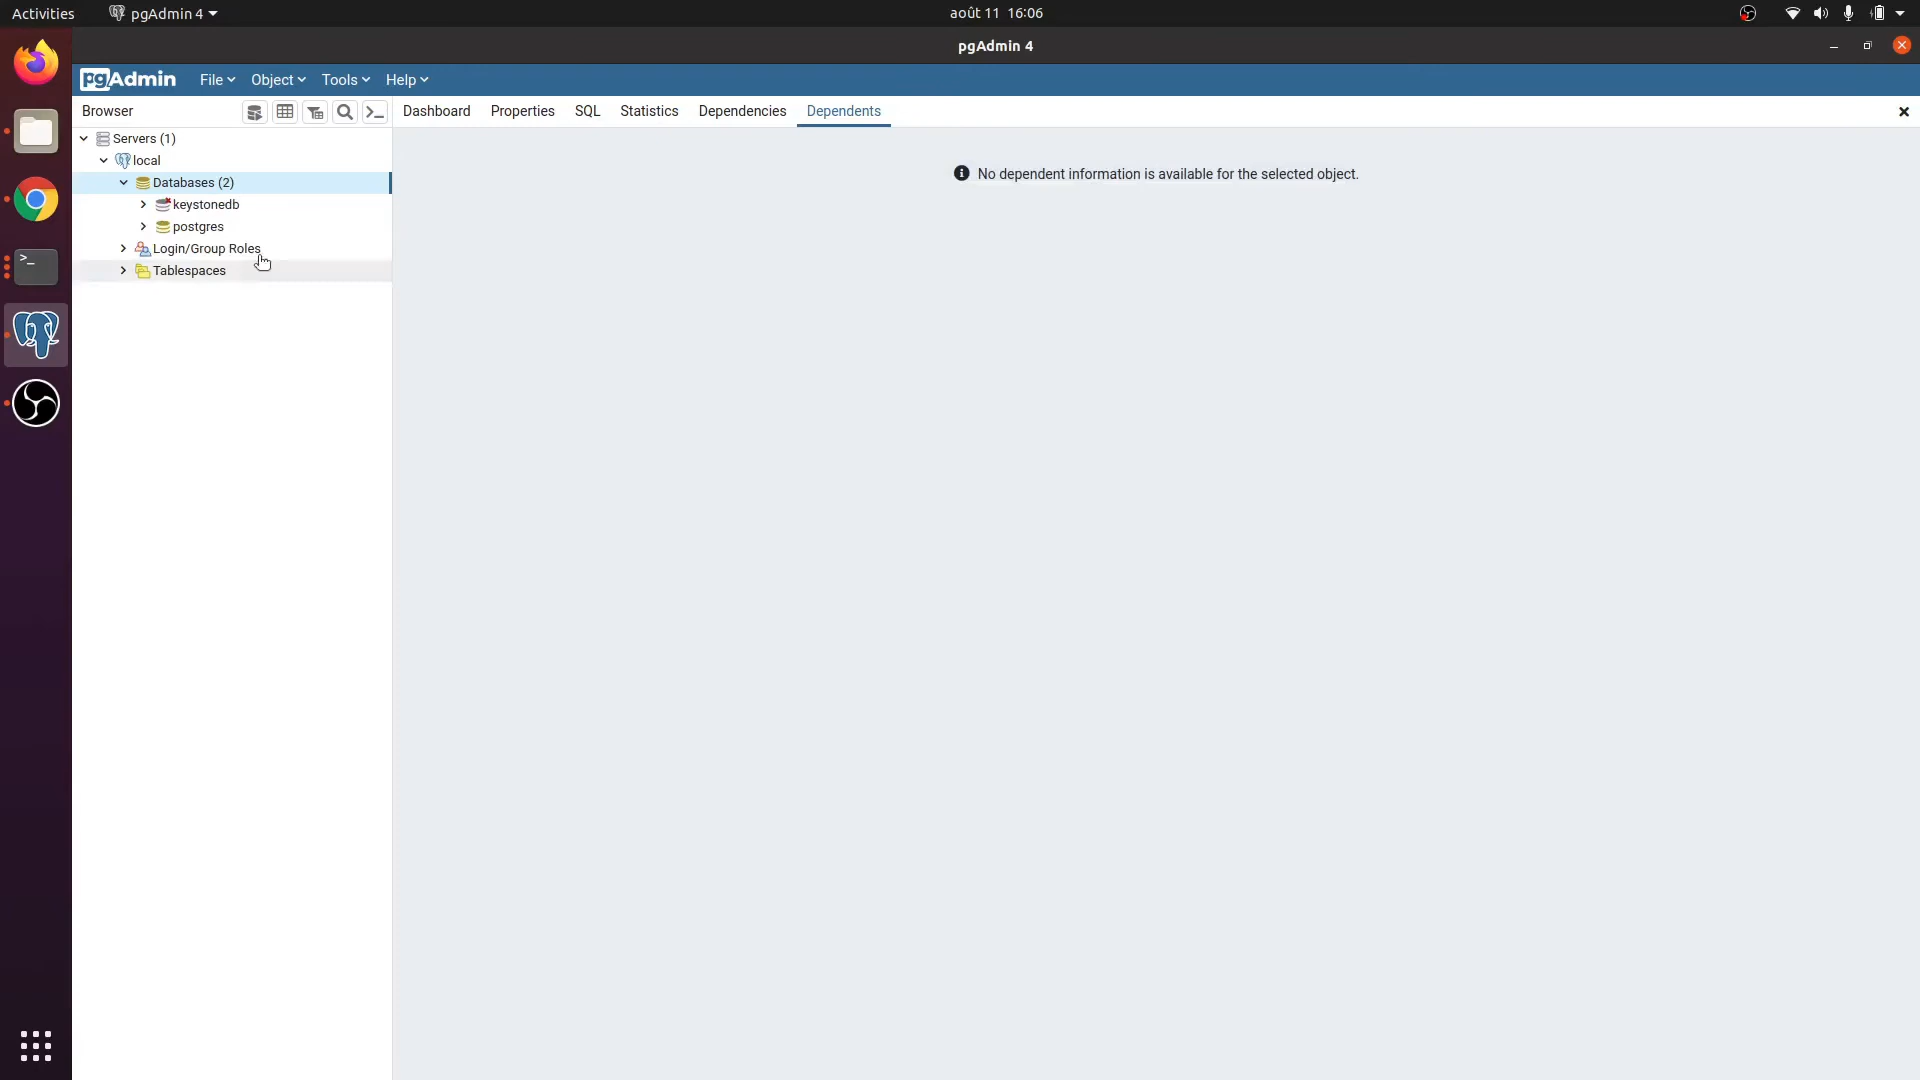 Activities
pgAdmin 4
août 11 16:06
pgAdmin 4
pgAdmin
File
Object
Tools
Help
Browser
Dashboard
Properties
SQL
Statistics
Dependencies
Dependents
Servers (1)
local
Databases (2)
keystonedb
postgres
Login/Group Roles
Tablespaces
No dependent information is available for the selected object.